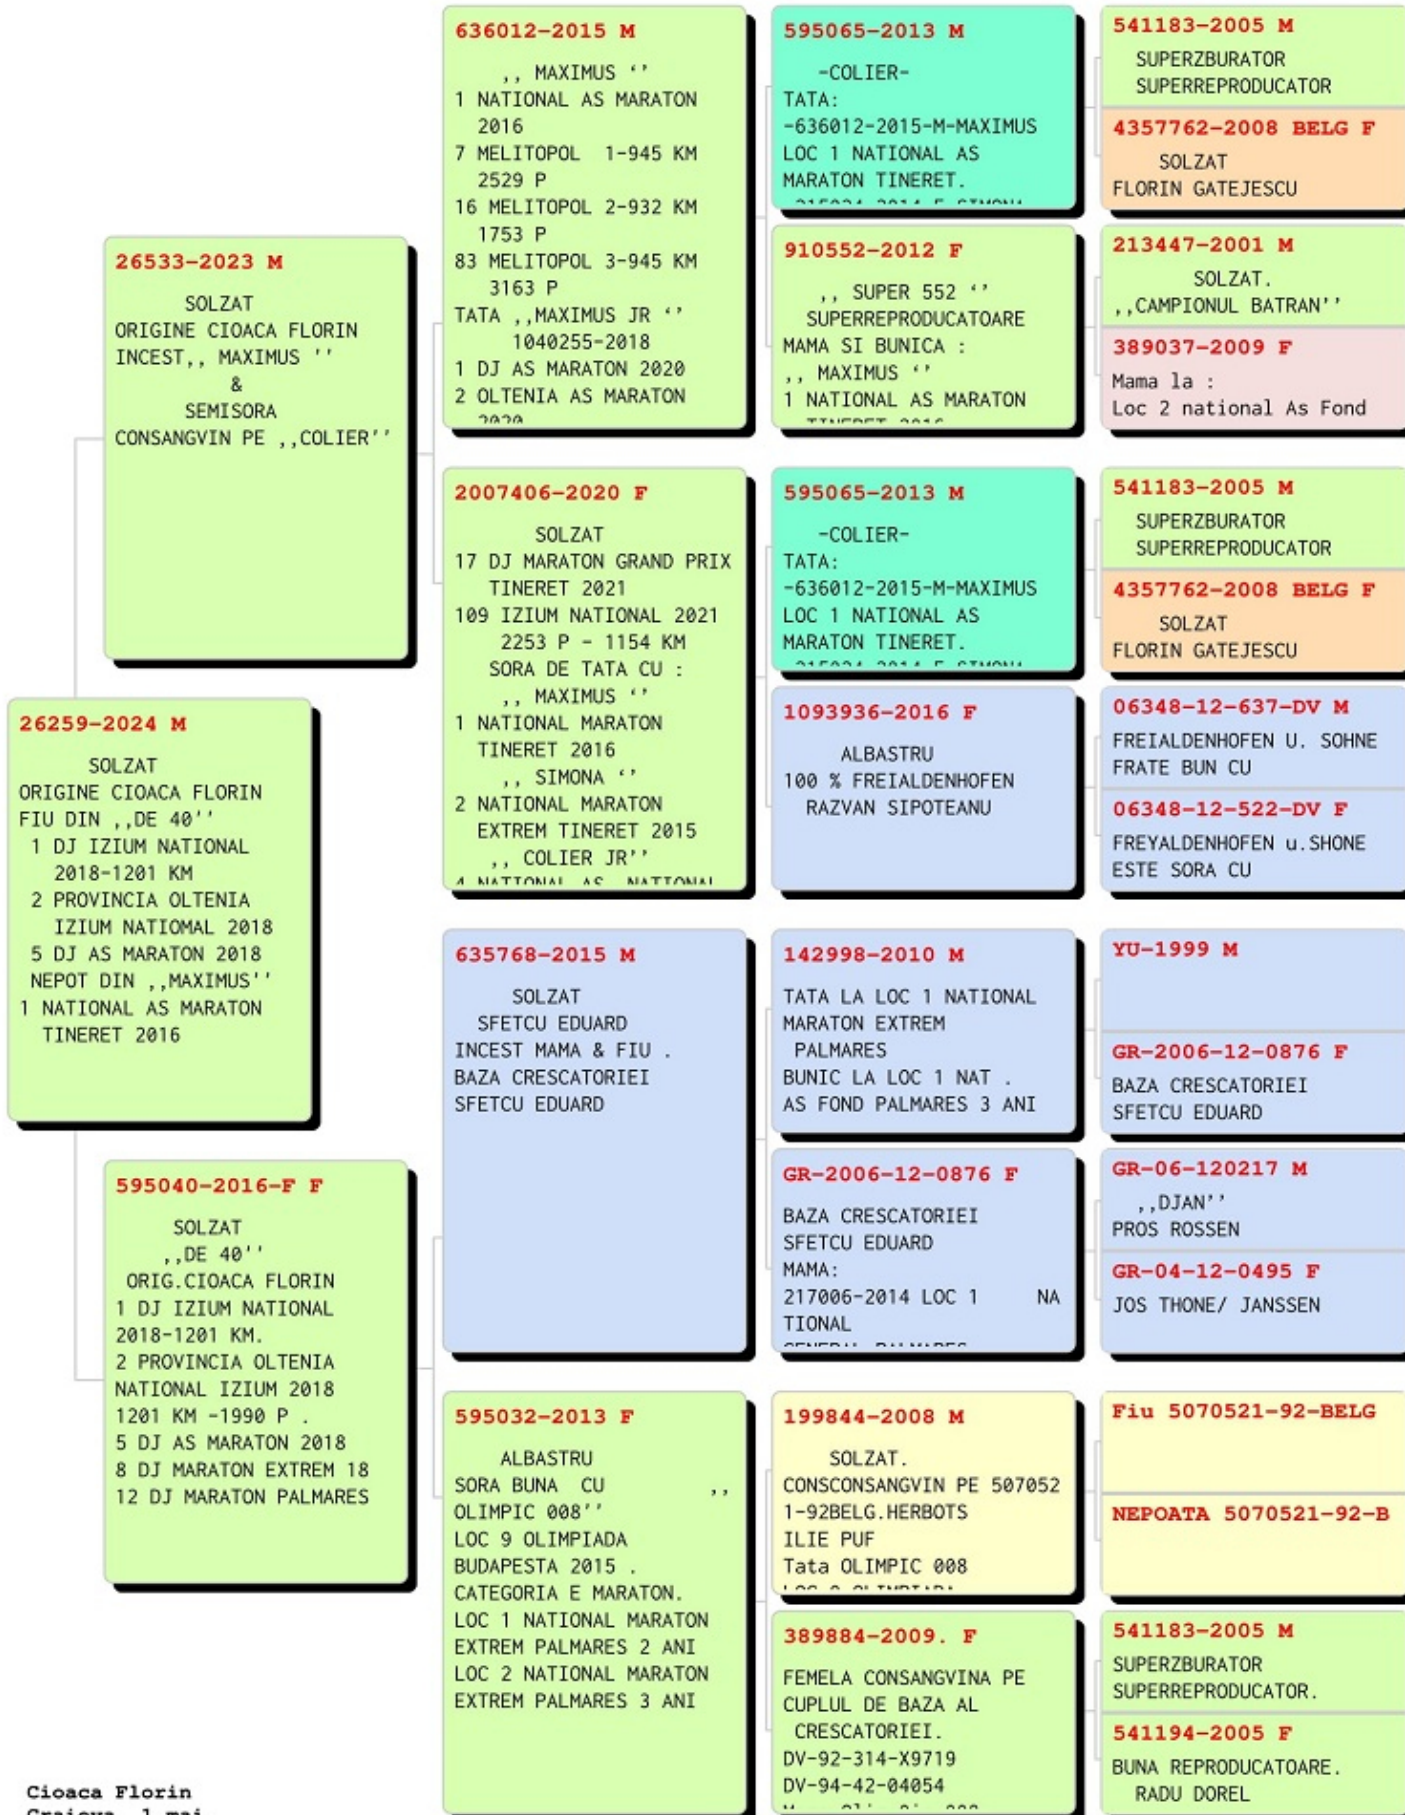 26259-2024 M
SOLZAT
ORIGINE CIOACA FLORIN
FIU DIN ,,DE 40''
1 DJ IZIUM NATIONAL
2018-1201 KM
2 PROVINCIA OLTENIA
IZIUM NATIOMAL 2018
5 DJ AS MARATON 2018
NEPOT DIN ,,MAXIMUS''
1 NATIONAL AS MARATON
TINERET 2016
26533-2023 M
SOLZAT
ORIGINE CIOACA FLORIN
INCEST,, MAXIMUS ''
&
SEMISORA
CONSANGVIN PE ,,COLIER''
595040-2016-F F
SOLZAT
,,DE 40''
ORIG.CIOACA FLORIN
1 DJ IZIUM NATIONAL
2018-1201 KM.
2 PROVINCIA OLTENIA
NATIONAL IZIUM 2018
1201 KM -1990 P .
5 DJ AS MARATON 2018
8 DJ MARATON EXTREM 18
12 DJ MARATON PALMARES
636012-2015 M
,, MAXIMUS ‘’
1 NATIONAL AS MARATON
2016
7 MELITOPOL 1-945 KM
2529 P
16 MELITOPOL 2-932 KM
1753 P
83 MELITOPOL 3-945 KM
3163 P
TATA ,,MAXIMUS JR ‘’
1040255-2018
1 DJ AS MARATON 2020
2 OLTENIA AS MARATON
2020
2007406-2020 F
SOLZAT
17 DJ MARATON GRAND PRIX
TINERET 2021
109 IZIUM NATIONAL 2021
2253 P - 1154 KM
SORA DE TATA CU :
,, MAXIMUS ‘’
1 NATIONAL MARATON
TINERET 2016
,, SIMONA ‘’
2 NATIONAL MARATON
EXTREM TINERET 2015
,, COLIER JR''
4 NATIONAL AS NATIONAL
635768-2015 M
SOLZAT
SFETCU EDUARD
INCEST MAMA & FIU .
BAZA CRESCATORIEI
SFETCU EDUARD
595032-2013 F
ALBASTRU
SORA BUNA CU ,,
OLIMPIC 008''
LOC 9 OLIMPIADA
BUDAPESTA 2015 .
CATEGORIA E MARATON.
LOC 1 NATIONAL MARATON
EXTREM PALMARES 2 ANI
LOC 2 NATIONAL MARATON
EXTREM PALMARES 3 ANI
595065-2013 M
-COLIER-
TATA:
-636012-2015-M-MAXIMUS
LOC 1 NATIONAL AS
MARATON TINERET.
215024-2014 F SIMONA
910552-2012 F
,, SUPER 552 ‘’
SUPERREPRODUCATOARE
MAMA SI BUNICA :
,, MAXIMUS ‘’
1 NATIONAL AS MARATON
TINERET 2016
595065-2013 M
-COLIER-
TATA:
-636012-2015-M-MAXIMUS
LOC 1 NATIONAL AS
MARATON TINERET.
215024-2014 F SIMONA
1093936-2016 F
ALBASTRU
100 % FREIALDENHOFEN
RAZVAN SIPOTEANU
142998-2010 M
TATA LA LOC 1 NATIONAL
MARATON EXTREM
PALMARES
BUNIC LA LOC 1 NAT .
AS FOND PALMARES 3 ANI
GR-2006-12-0876 F
BAZA CRESCATORIEI
SFETCU EDUARD
MAMA:
217006-2014 LOC 1 NA
TIONAL
GENERAL PALMARES
199844-2008 M
SOLZAT.
CONSCONSANGVIN PE 507052
1-92BELG.HERBOTS
ILIE PUF
Tata OLIMPIC 008
LOC 9 OLIMPIADA
389884-2009. F
FEMELA CONSANGVINA PE
CUPLUL DE BAZA AL
CRESCATORIEI.
DV-92-314-X9719
DV-94-42-04054
541183-2005 M
SUPERZBURATOR
SUPERREPRODUCATOR
4357762-2008 BELG F
SOLZAT
FLORIN GATEJESCU
213447-2001 M
SOLZAT.
,,CAMPIONUL BATRAN''
389037-2009 F
Mama la :
Loc 2 national As Fond
541183-2005 M
SUPERZBURATOR
SUPERREPRODUCATOR
4357762-2008 BELG F
SOLZAT
FLORIN GATEJESCU
06348-12-637-DV M
FREIALDENHOFEN U. SOHNE
FRATE BUN CU
06348-12-522-DV F
FREYALDENHOFEN u.SHONE
ESTE SORA CU
YU-1999 M
GR-2006-12-0876 F
BAZA CRESCATORIEI
SFETCU EDUARD
GR-06-120217 M
,,DJAN''
PROS ROSSEN
GR-04-12-0495 F
JOS THONE/ JANSSEN
Fiu 5070521-92-BELG
NEPOATA 5070521-92-B
541183-2005 M
SUPERZBURATOR
SUPERREPRODUCATOR.
541194-2005 F
BUNA REPRODUCATOARE.
RADU DOREL
Cioaca Florin
Craiova, 1 mai